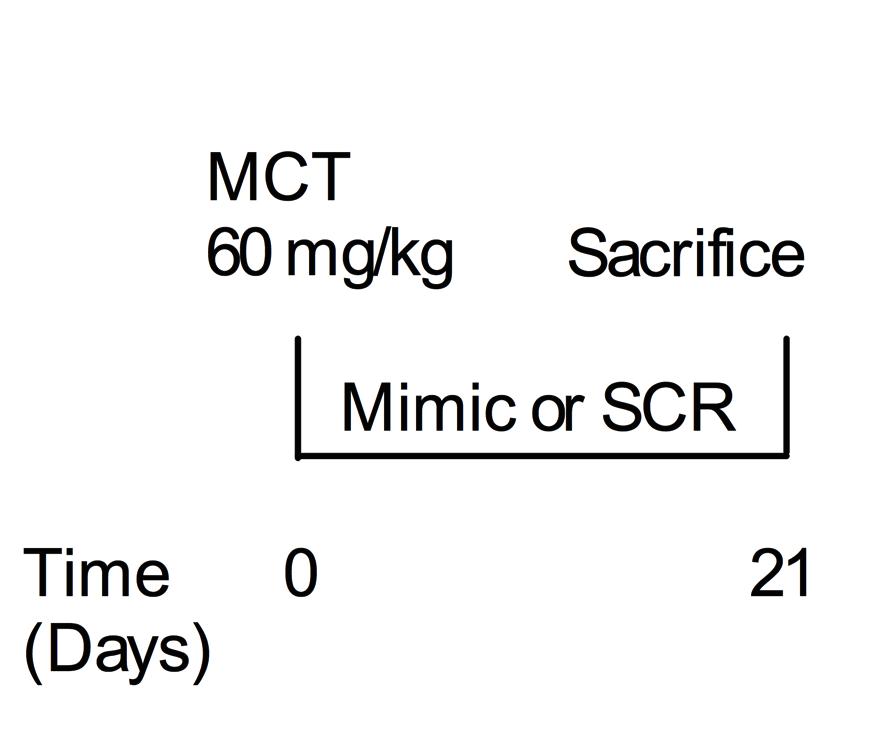 MCT
60 mg/kg
Sacrifice
Mimic or SCR
Time
(Days)
0
21